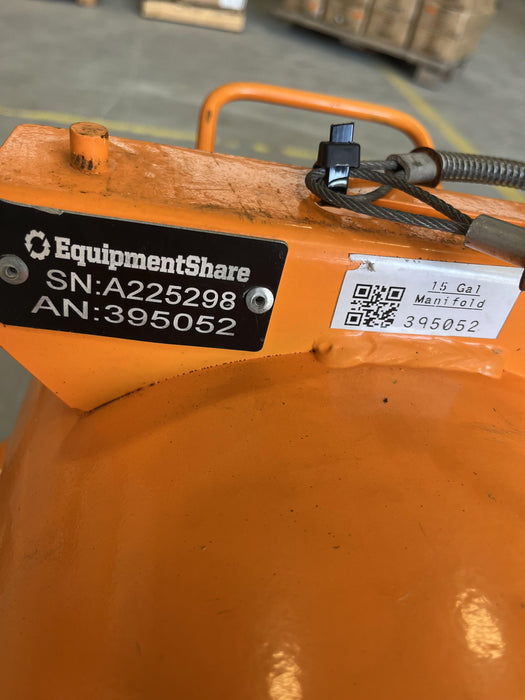 EquipmentShare
SN:A225298
AN:395052
15 Gal
Manifold
395052